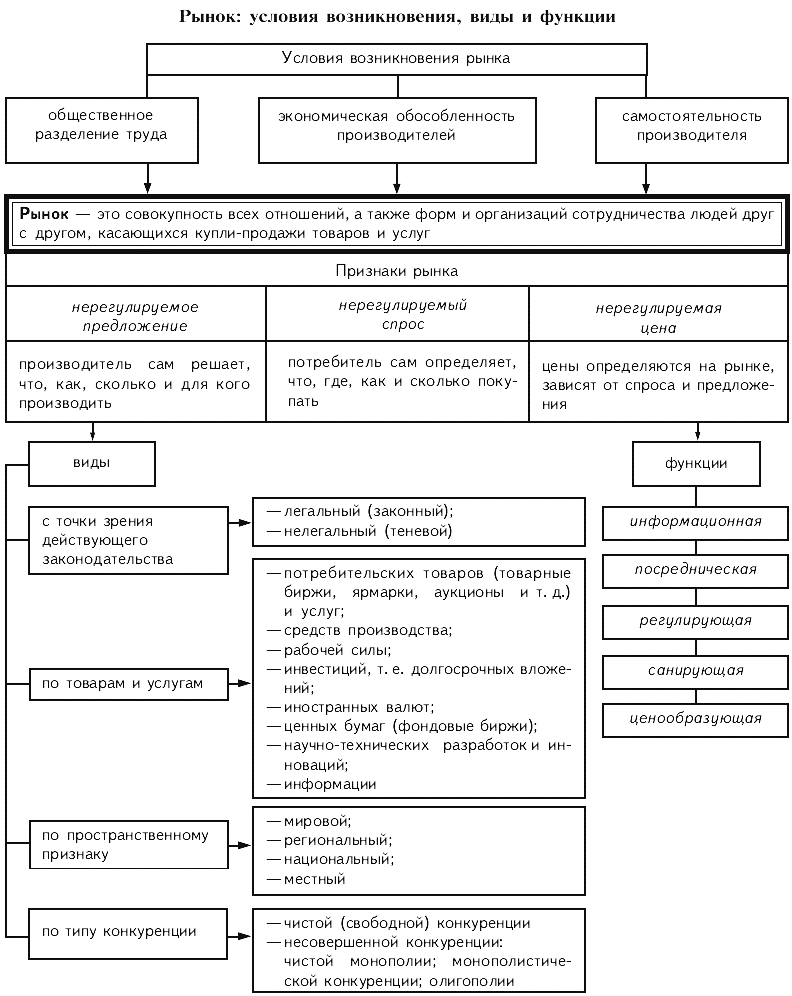 Рынок: условия возникновения, виды и функции
Условия возникновения рынка
общественное
разделение труда
экономическая обособленность
производителей
самостоятельность
производителя
Рынок — это совокупность всех отношений, а также форм и организаций сотрудничества людей друг
с другом, касающихся купли-продажи товаров и услуг
Признаки рынка
нерегулируемое
предложение
нерегулируемый
спрос
нерегулируемая
цена
производитель сам решает,
что, как, сколько и для кого
производить
потребитель сам определяет,
что, где, как и сколько поку-
пать
цены определяются на рынке,
зависят от спроса и предложе-
ния
виды
с точки зрения
действующего
законодательства
— легальный (законный);
— нелегальный (теневой)
по товарам и услугам
— потребительских товаров (товарные
биржи, ярмарки, аукционы и т. д.)
и услуг;
— средств производства;
— рабочей силы;
— инвестиций, т. е. долгосрочных вложе-
ний;
— иностранных валют;
— ценных бумаг (фондовые биржи);
— научно-технических разработок и ин-
новаций;
— информации
по пространственному
признаку
— мировой;
— региональный;
— национальный;
— местный
по типу конкуренции
— чистой (свободной) конкуренции
— несовершенной конкуренции:
чистой монополии; монополистиче-
ской конкуренции; олигополии
функции
информационная
посредническая
регулирующая
санирующая
ценообразующая